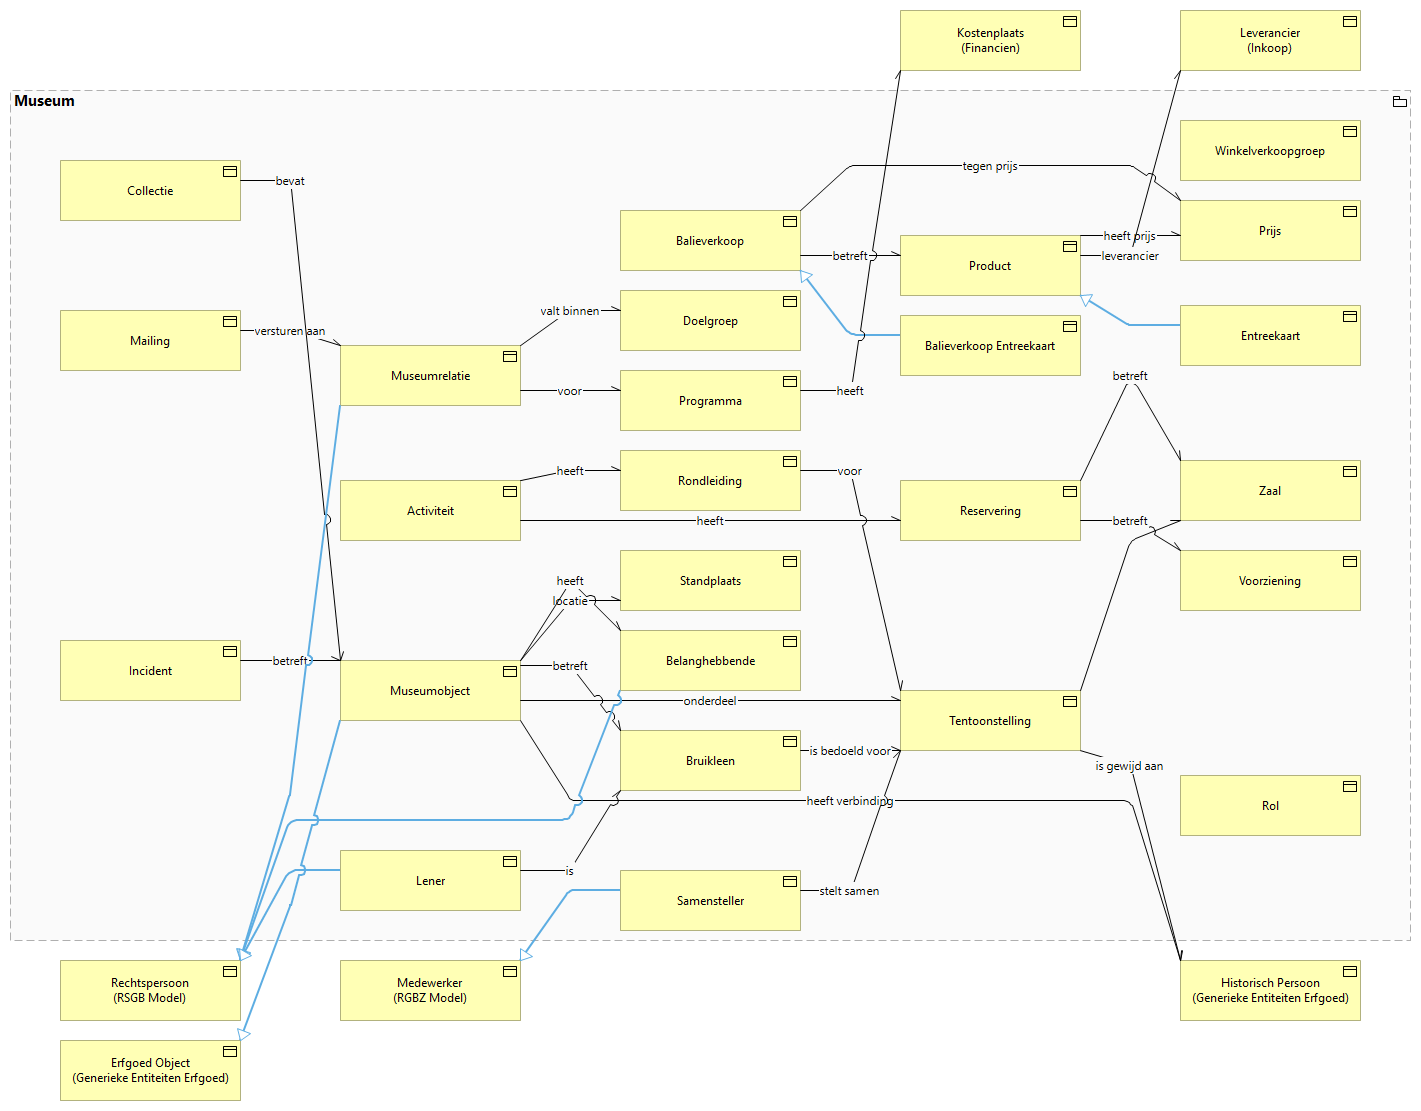 Kostenplaats
(Financien)
Leverancier
(Inkoop)
Museum
Winkelverkoopgroep
Collectie
bevat
tegen prijs
Balieverkoop
betreft
Product
heeft prijs
leverancier
Prijs
Mailing
versturen aan
valt binnen
Doelgroep
Balieverkoop Entreekaart
Entreekaart
Museumrelatie
voor
Programma
heeft
betreft
Activiteit
heeft
Rondleiding
voor
heeft
Reservering
betreft
Zaal
Voorziening
heeft
locatie
Standplaats
Incident
betreft
Museumobject
betreft
Belanghebbende
onderdeel
Tentoonstelling
Bruikleen
is bedoeld voor
is gewijd aan
heeft verbinding
Rol
Lener
is
Samensteller
stelt samen
Rechtspersoon
(RSGB Model)
Medewerker
(RGBZ Model)
Historisch Persoon
(Generieke Entiteiten Erfgoed)
Erfgoed Object
(Generieke Entiteiten Erfgoed)